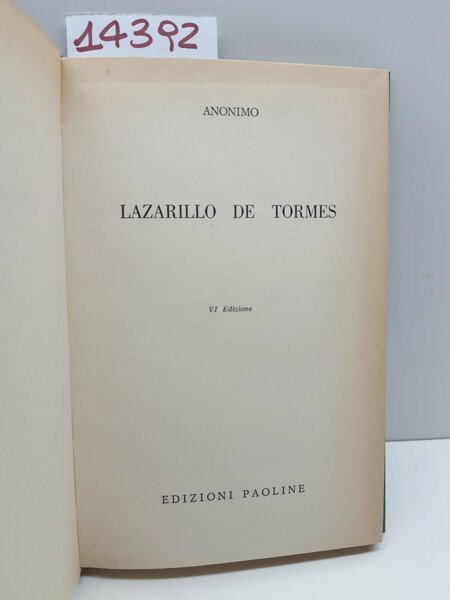 14392
ANONIMO
LAZARILLO DE TORMES
VI Edizione
EDIZIONI PAOLINE